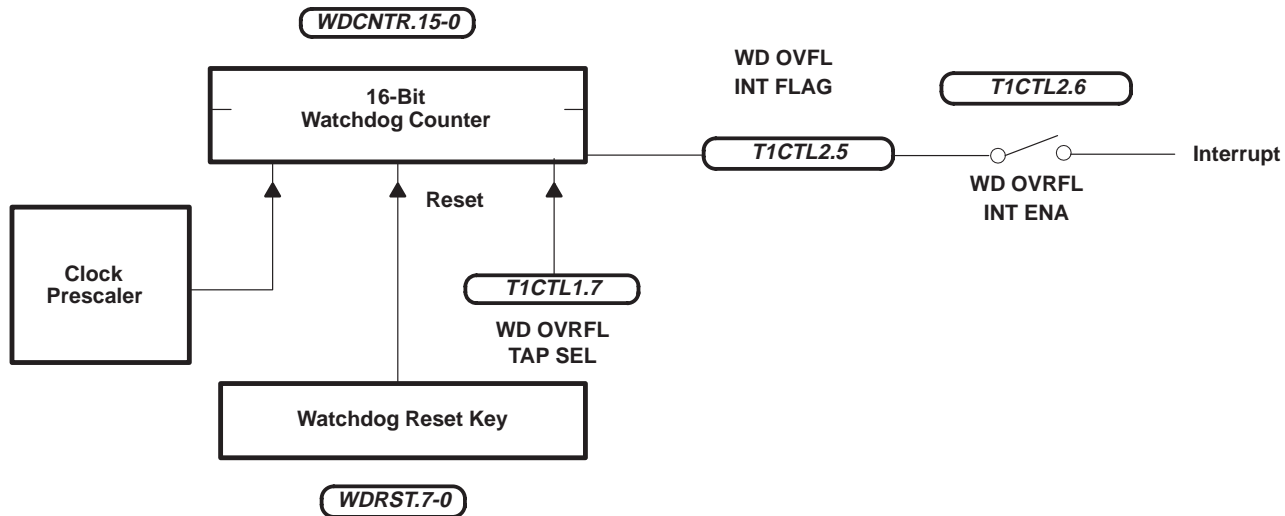 WDCNTR.15-0
16-Bit
Watchdog Counter
WD OVFL
INT FLAG
T1CTL2.6
T1CTL2.5
Interrupt
WD OVRFL
INT ENA
Reset
Clock
Prescaler
T1CTL1.7
WD OVRFL
TAP SEL
Watchdog Reset Key
WDRST.7-0